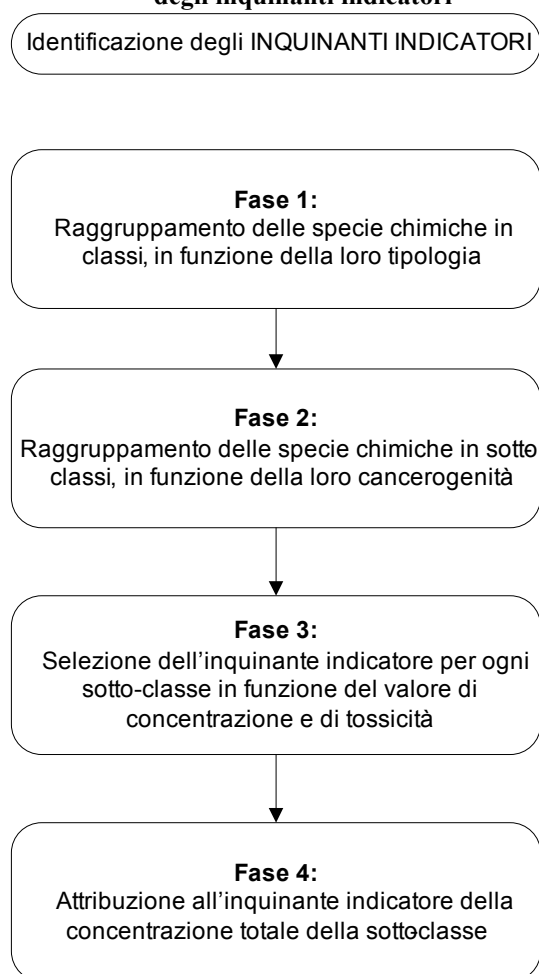 degli inquinanti indicatori
Identificazione degli INQUINANTI INDICATORI
Fase 1:
Raggruppamento delle specie chimiche in
classi, in funzione della loro tipologia
Fase 2:
Raggruppamento delle specie chimiche in sotto-
classi, in funzione della loro cancerogenità
Fase 3:
Selezione dell’inquinante indicatore per ogni
sotto-classe in funzione del valore di
concentrazione e di tossicità
Fase 4:
Attribuzione all’inquinante indicatore della
concentrazione totale della sotto-classe